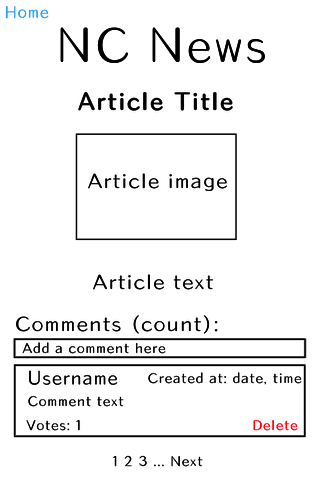 Home
NC News
Article Title
Article image
Article text
Comments (count):
Add a comment here
Username Created at: date, time
Comment text
Votes: 1 Delete
1 2 3 ... Next